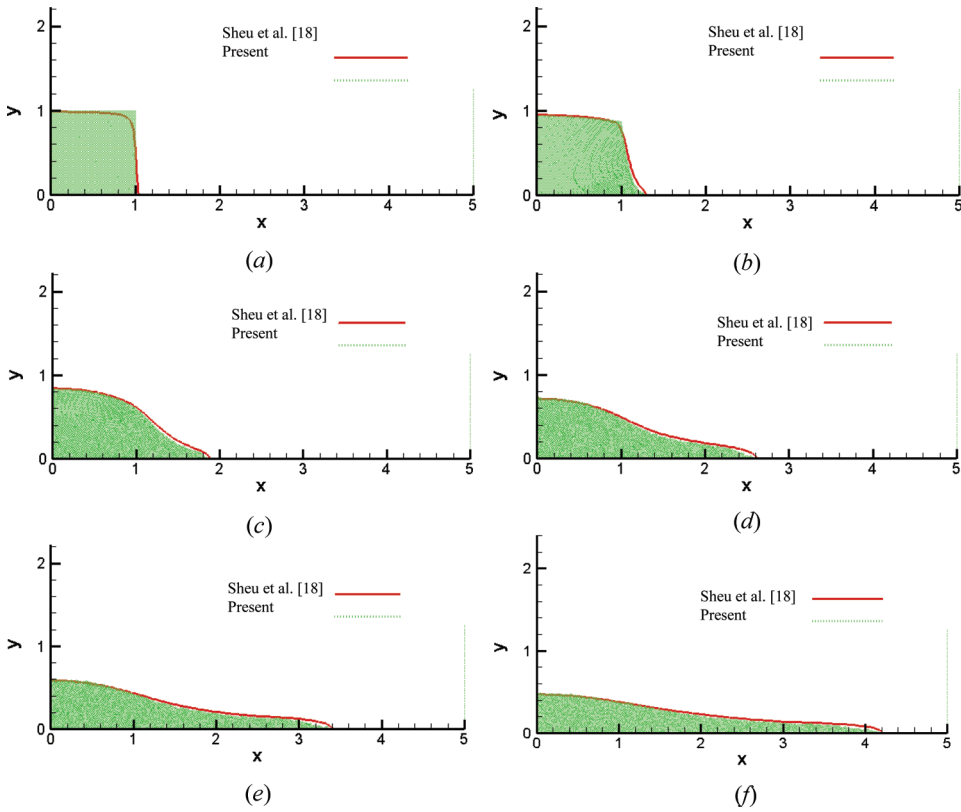 2
Sheu et al. [18]
Present
y
1
0
0 1 2 3 4 5
x
(a)
2
Sheu et al. [18]
Present
y
1
0
0 1 2 3 4 5
x
(b)
2
Sheu et al. [18]
Present
y
1
0
0 1 2 3 4 5
x
(c)
2
Sheu et al. [18]
Present
y
1
0
0 1 2 3 4 5
x
(d)
2
Sheu et al. [18]
Present
y
1
0
0 1 2 3 4 5
x
(e)
2
Sheu et al. [18]
Present
y
1
0
0 1 2 3 4 5
x
(f)